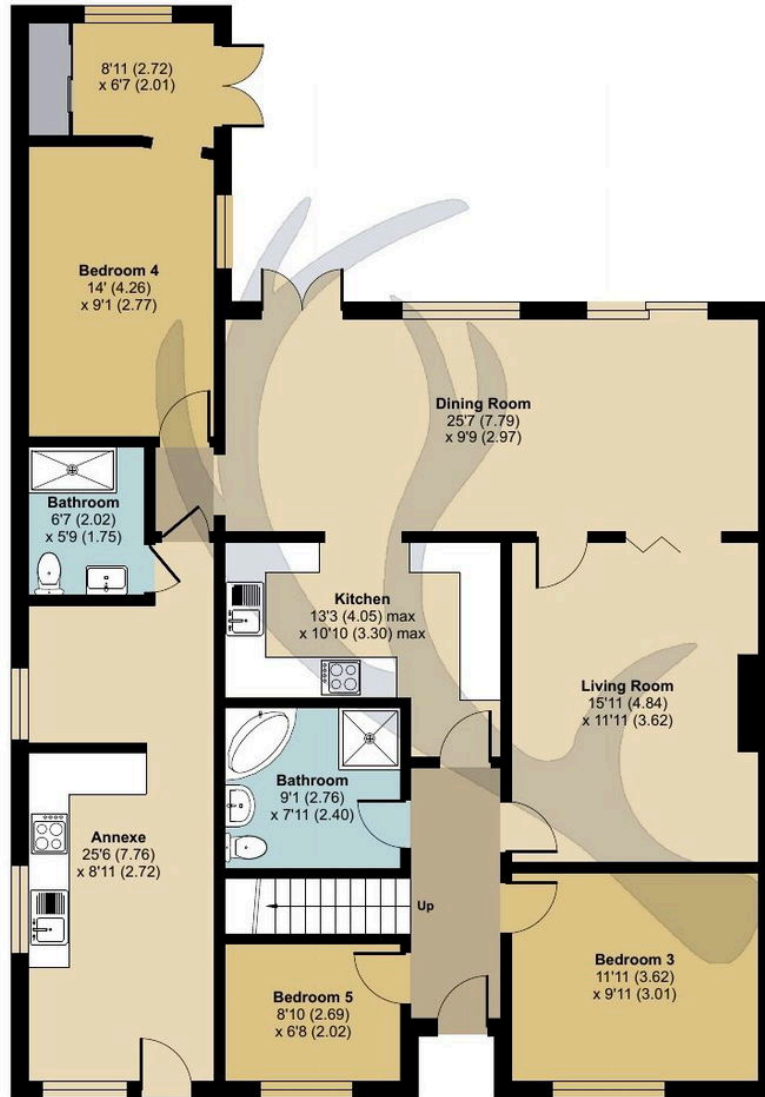 8'11 (2.72)
x 6'7 (2.01)
Bedroom 4
14' (4.26)
x 9'1 (2.77)
Dining Room
25'7 (7.79)
x 9'9 (2.97)
Bathroom
6'7 (2.02)
x 5'9 (1.75)
Kitchen
13'3 (4.05) max
x 10'10 (3.30) max
Living Room
15'11 (4.84)
x 11'11 (3.62)
Bathroom
9'1 (2.76)
x 7'11 (2.40)
Annexe
25'6 (7.76)
x 8'11 (2.72)
Up
Bedroom 3
11'11 (3.62)
x 9'11 (3.01)
Bedroom 5
8'10 (2.69)
x 6'8 (2.02)